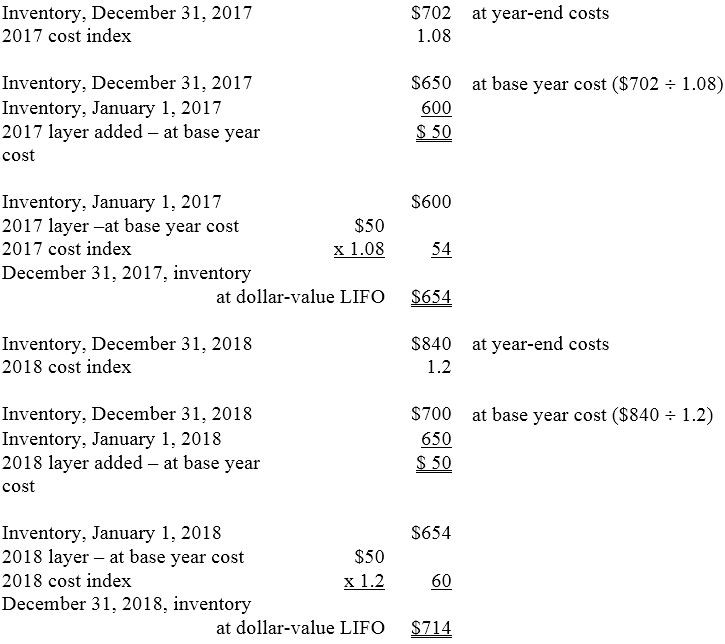 Inventory, December 31, 2017 $702 at year-end costs
2017 cost index 1.08
Inventory, December 31, 2017 $650 at base year cost ($702 ÷ 1.08)
Inventory, January 1, 2017 600
2017 layer added – at base year $ 50
cost
Inventory, January 1, 2017 $600
2017 layer –at base year cost $50
2017 cost index x 1.08 54
December 31, 2017, inventory
at dollar-value LIFO $654
Inventory, December 31, 2018 $840 at year-end costs
2018 cost index 1.2
Inventory, December 31, 2018 $700 at base year cost ($840 ÷ 1.2)
Inventory, January 1, 2018 650
2018 layer added – at base year $ 50
cost
Inventory, January 1, 2018 $654
2018 layer – at base year cost $50
2018 cost index x 1.2 60
December 31, 2018, inventory
at dollar-value LIFO $714